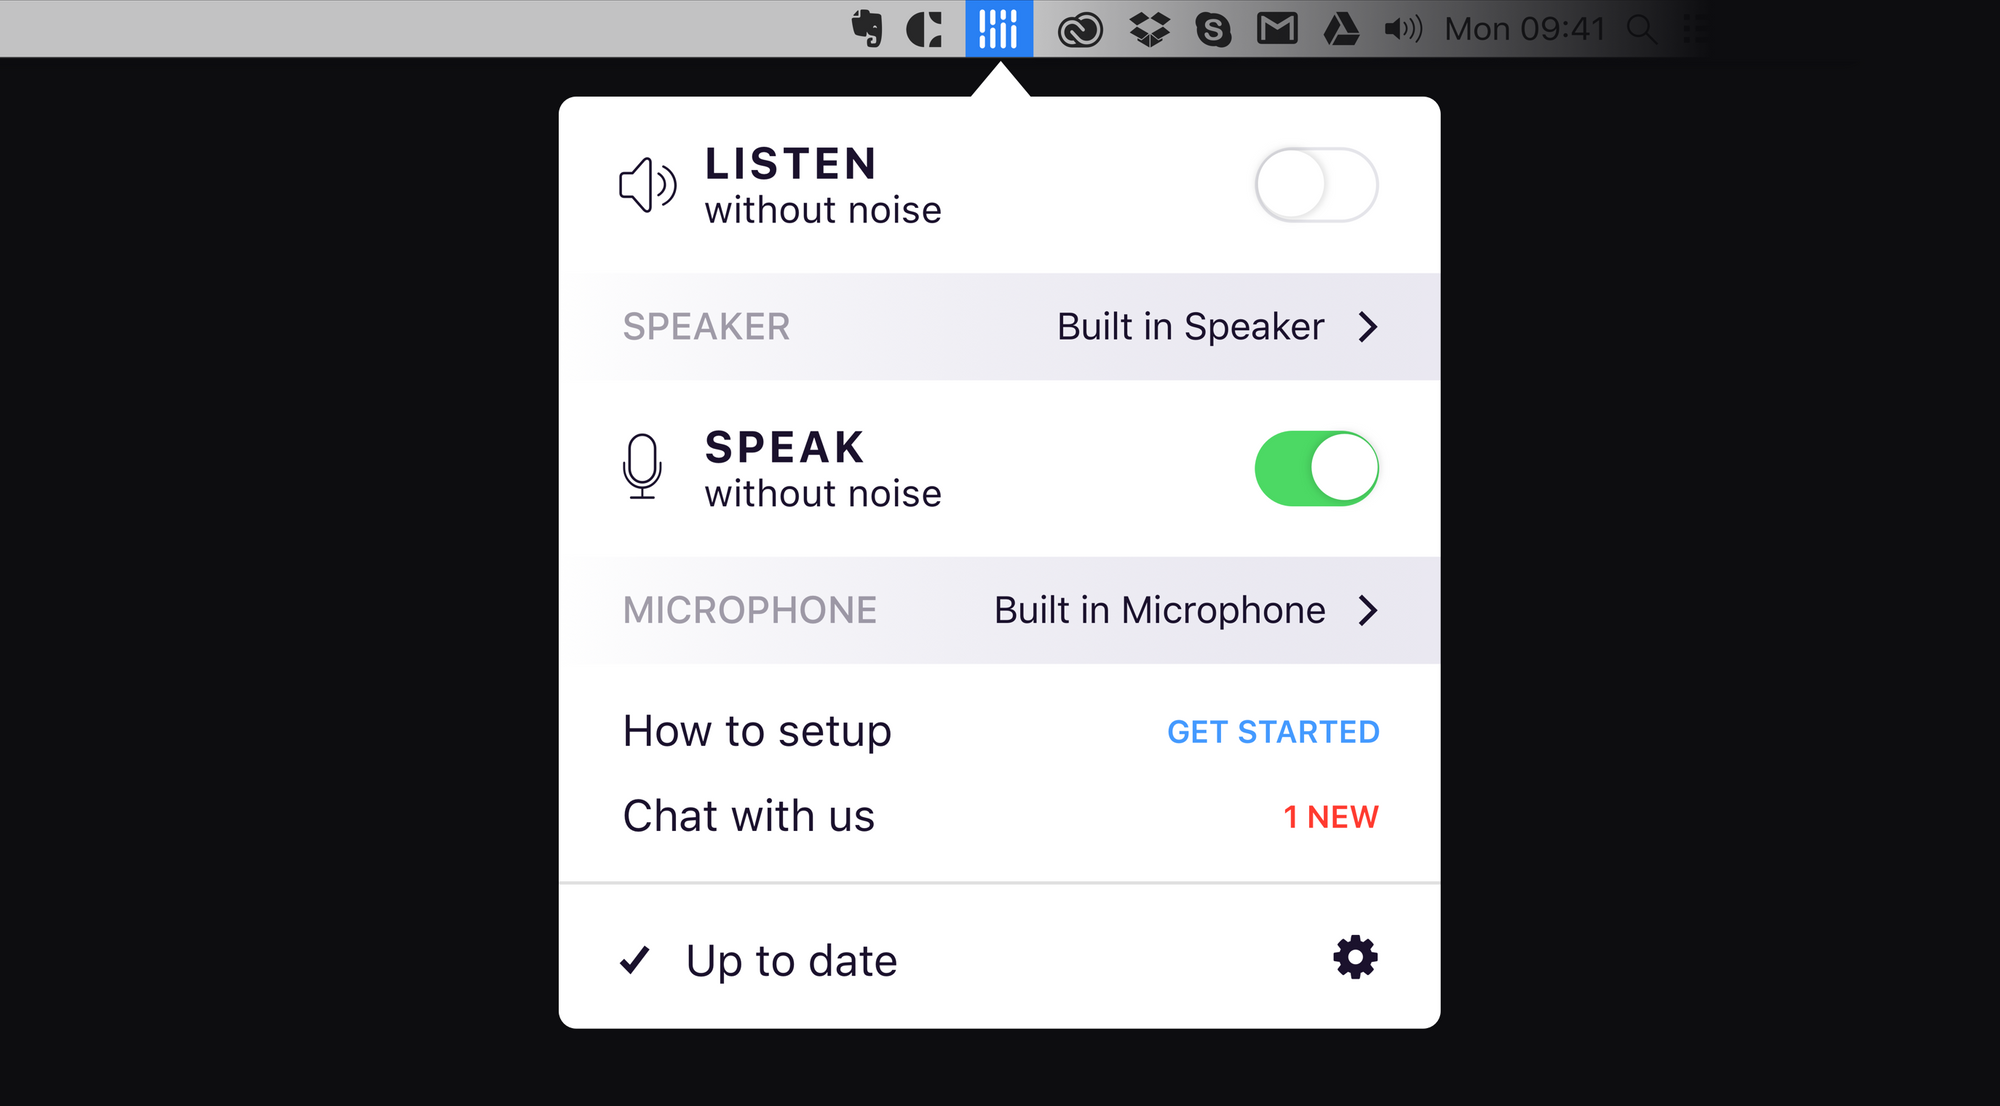 Mon 09:41
LISTEN
without noise
SPEAKER Built in Speaker
SPEAK
without noise
MICROPHONE Built in Microphone
How to setup GET STARTED
Chat with us 1 NEW
Up to date